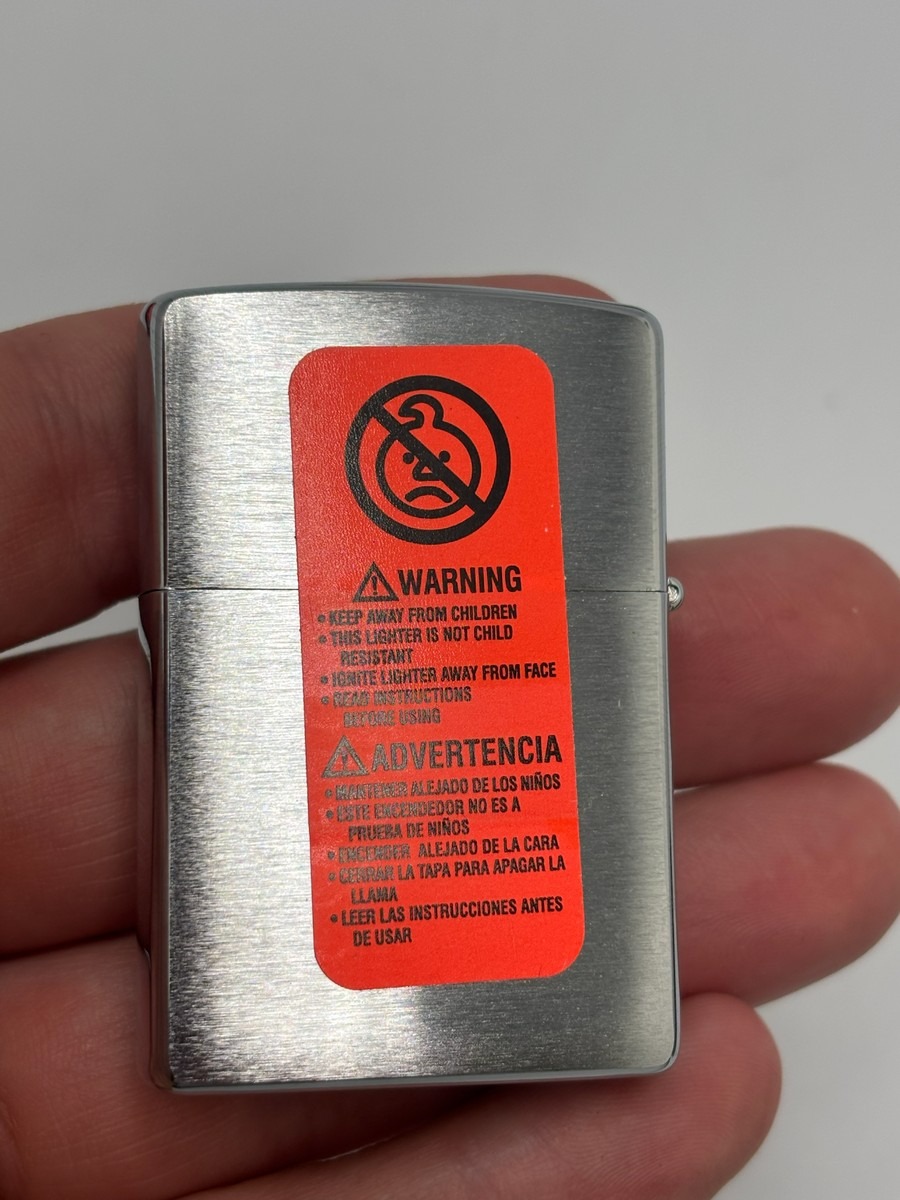 WARNING
• KEEP AWAY FROM CHILDREN
• THIS LIGHTER IS NOT CHILD
RESISTANT
• IGNITE LIGHTER AWAY FROM FACE
• READ INSTRUCTIONS
BEFORE USING
ADVERTENCIA
• MANTENER ALEJADO DE LOS NIÑOS
• ESTE ENCENDEDOR NO ES A
PRUEBA DE NIÑOS
• ENCENDER ALEJADO DE LA CARA
• CERRAR LA TAPA PARA APAGAR LA
LLAMA
• LEER LAS INSTRUCCIONES ANTES
DE USAR